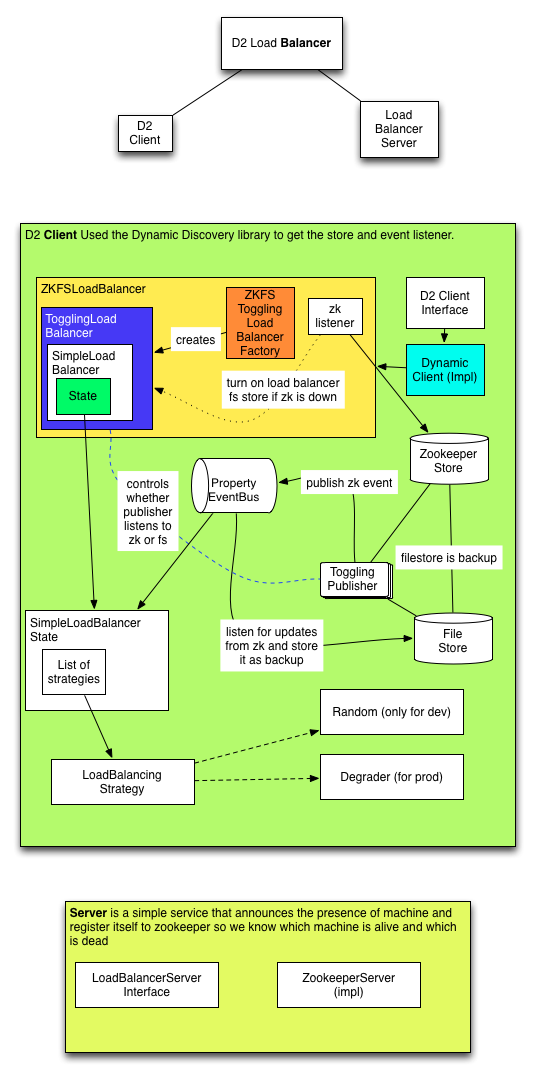 D2 Load Balancer
D2
Client
Load
Balancer
Server
D2 Client Used the Dynamic Discovery library to get the store and event listener.
ZKFSLoadBalancer
ZKFS
Toggling
Load
Balancer
Factory
zk
listener
D2 Client
Interface
TogglingLoad
Balancer
creates
SimpleLoad
Balancer
State
Dynamic
Client (Impl)
turn on load balancer
fs store if zk is down
Zookeeper
Store
controls
whether
publisher
listens to
zk or fs
Property
EventBus
publish zk event
filestore is backup
Toggling
Publisher
SimpleLoadBalancer
State
List of
strategies
listen for updates
from zk and store
it as backup
File
Store
Random (only for dev)
LoadBalancing
Strategy
Degrader (for prod)
Server is a simple service that announces the presence of machine and
register itself to zookeeper so we know which machine is alive and which
is dead
LoadBalancerServer
Interface
ZookeeperServer
(impl)